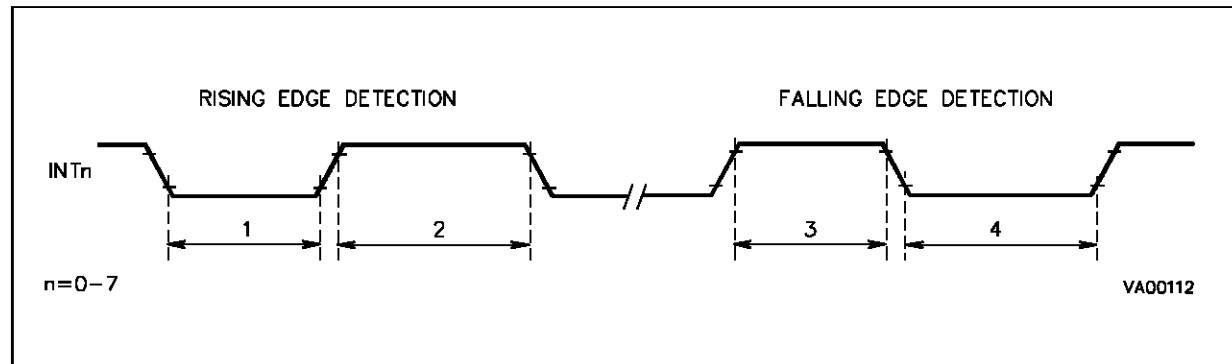 RISING EDGE DETECTION
FALLING EDGE DETECTION
INTn
1
2
3
4
n=0-7
VA00112